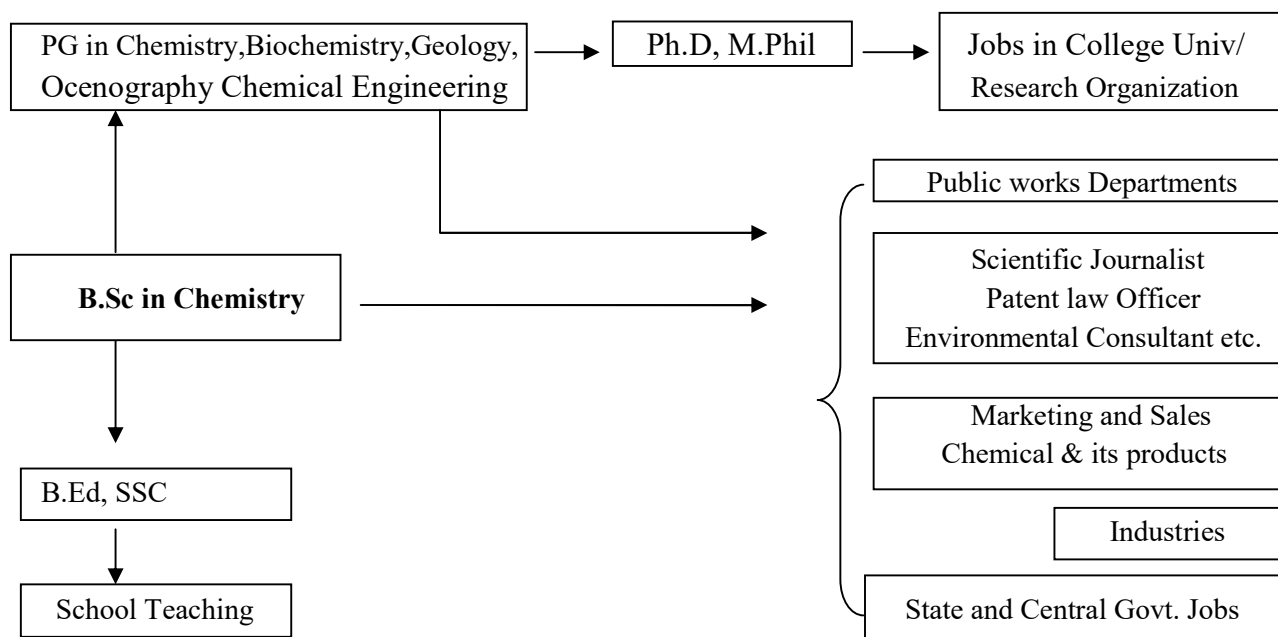 PG in Chemistry,Biochemistry,Geology,
Ocenography Chemical Engineering
Ph.D, M.Phil
Jobs in College Univ/
Research Organization
Public works Departments
Scientific Journalist
Patent law Officer
Environmental Consultant etc.
B.Sc in Chemistry
Marketing and Sales
Chemical & its products
B.Ed, SSC
Industries
School Teaching
State and Central Govt. Jobs